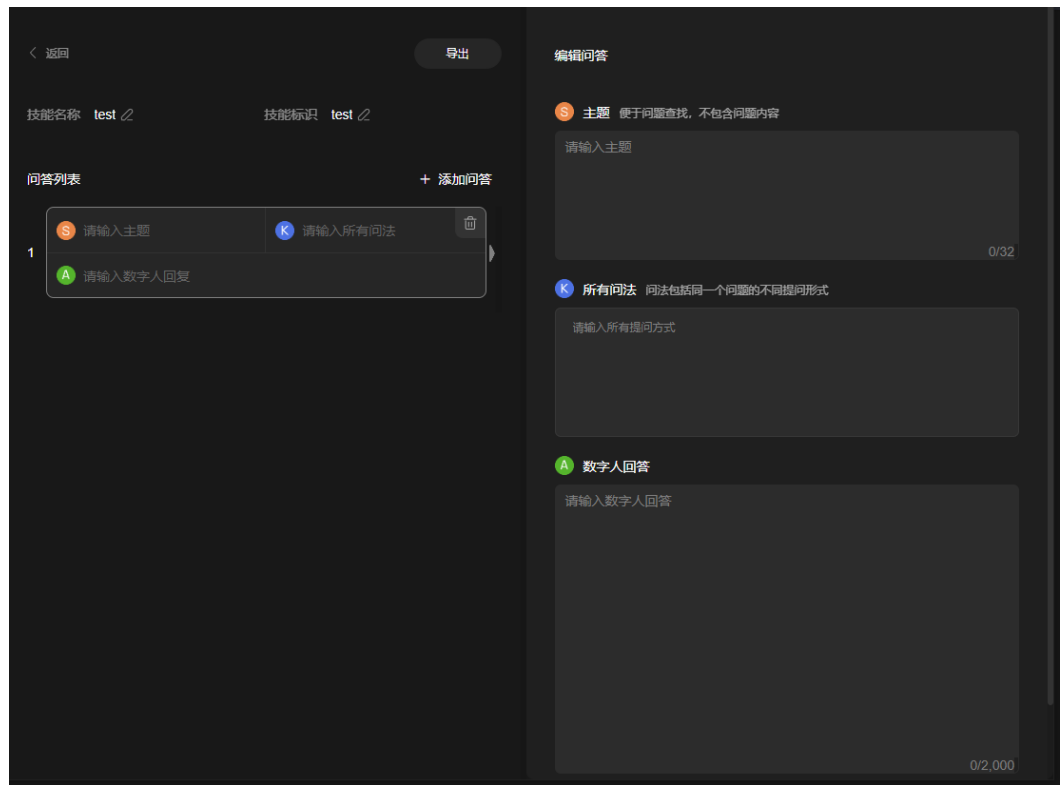 返回
导出
技能名称 test
技能标识 test
问答列表
+ 添加问答
1
S 请输入主题
K 请输入所有问法
A 请输入数字人回复
编辑问答
S 主题 便于问题查找，不包含问题内容
请输入主题
0/32
K 所有问法 问法包括同一个问题的不同提问形式
请输入所有提问方式
A 数字人回答
请输入数字人回答
0/2,000